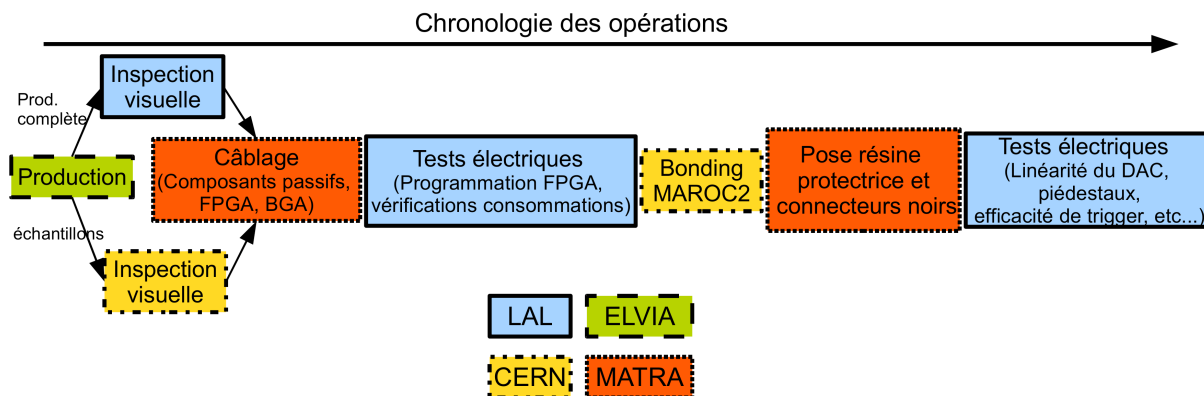 Chronologie des opérations
Inspection
visuelle
Prod.
complète
Production
échantillons
Inspection
visuelle
Câblage
(Composants passifs,
FPGA, BGA)
Tests électriques
(Programmation FPGA,
vérifications consommations)
Bonding
MAROC2
Pose résine
protectrice et
connecteurs noirs
Tests électriques
(Linéarité du DAC,
piédestaux,
efficacité de trigger, etc...)
LAL
ELVIA
CERN
MATRA